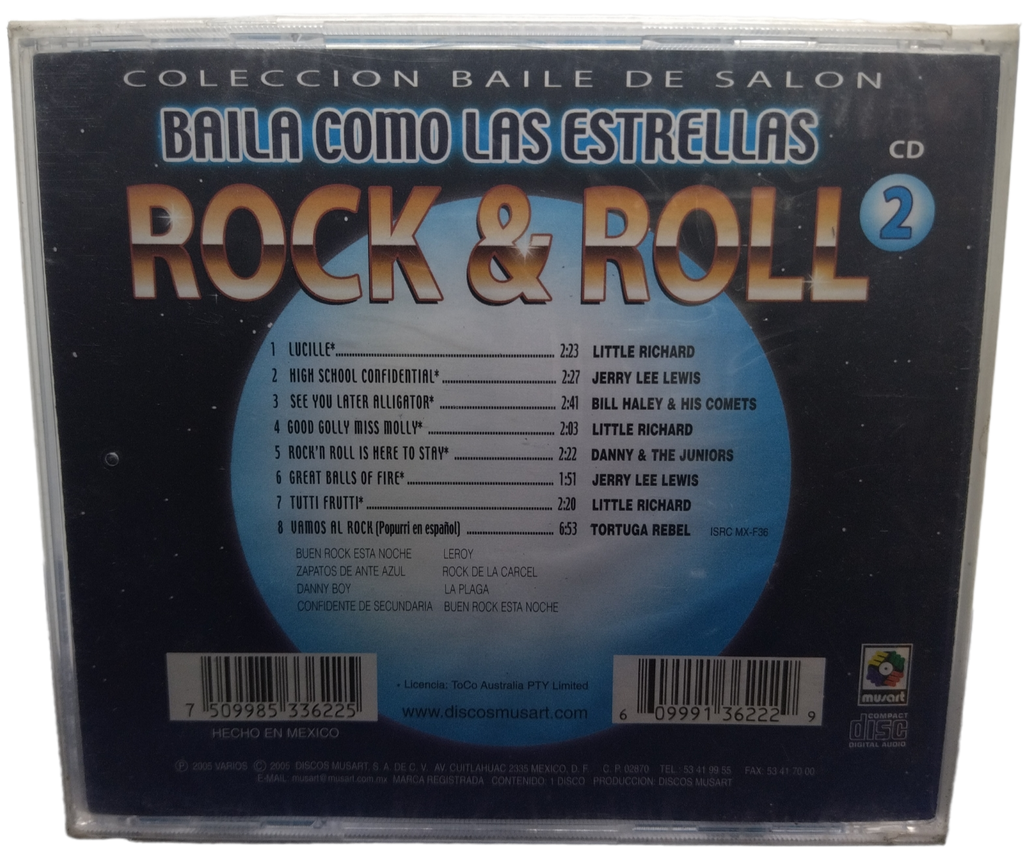 COLECCION BAILE DE SALON
BAILA COMO LAS ESTRELLAS
CD
2
ROCK & ROLL
1 LUCILLE*........ 2:23 LITTLE RICHARD
2 HIGH SCHOOL CONFIDENTIAL*........ 2:27 JERRY LEE LEWIS
3 SEE YOU LATER ALLIGATOR*........ 2:41 BILL HALEY & HIS COMETS
4 GOOD GOLLY MISS MOLLY*........ 2:03 LITTLE RICHARD
5 ROCK'N ROLL IS HERE TO STAY*........ 2:22 DANNY & THE JUNIORS
6 GREAT BALLS OF FIRE*........ 1:51 JERRY LEE LEWIS
7 TUTTI FRUTTI*........ 2:20 LITTLE RICHARD
8 VAMOS AL ROCK (Popurri en español)........ 6:53 TORTUGA REBEL ISRC MX-F36
BUEN ROCK ESTA NOCHE LEROY
ZAPATOS DE ANTE AZUL ROCK DE LA CARCEL
DANNY BOY LA PLAGA
CONFIDENTE DE SECUNDARIA BUEN ROCK ESTA NOCHE
musart
7 509985 336225
* Licencia: ToCo Australia PTY Limited
www.discosmusart.com
6 09991 36222 9
COMPACT
disc
DIGITAL AUDIO
HECHO EN MEXICO
Ⓟ 2005 VARIOS © 2005 DISCOS MUSART, S. A. DE C. V. AV. CUITLAHUAC 2335 MEXICO, D. F. C. P. 02870 TEL.: 53 41 99 55 FAX: 53 41 70 00
E-MAIL: musart@musart.com.mx MARCA REGISTRADA CONTENIDO: 1 DISCO PRODUCCION: DISCOS MUSART